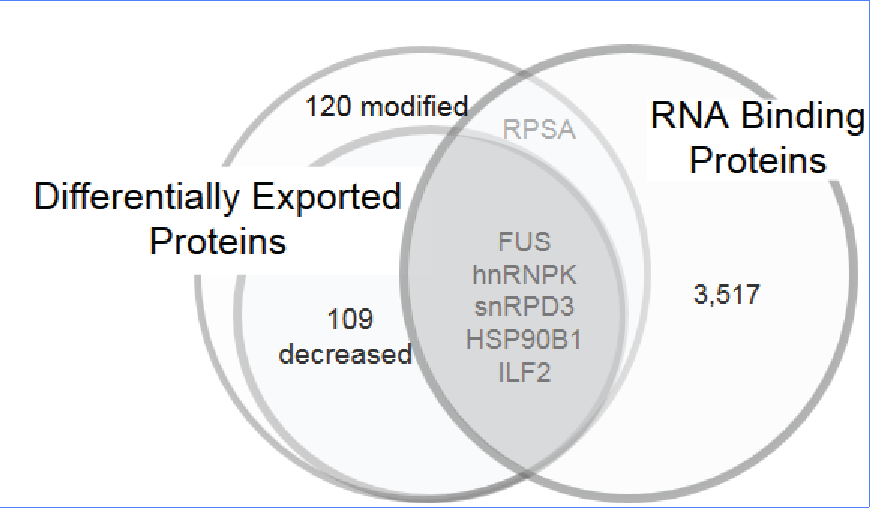 120 modified
RPSA
RNA Binding
Proteins
Differentially Exported
Proteins
FUS
hnRNPK
snRPD3
HSP90B1
ILF2
3,517
109
decreased